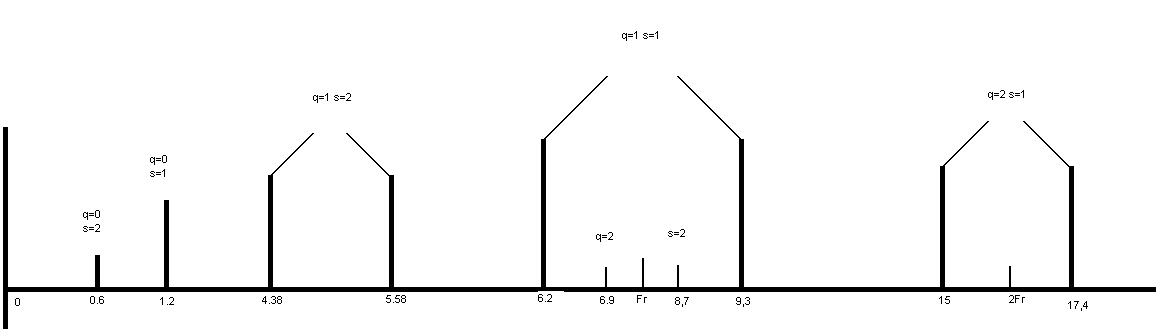 q=1 s=1
q=1 s=2
q=2 s=1
q=0
s=1
q=0
s=2
q=2
s=2
0
0.6
1.2
4.38
5.58
6.2
6.9
Fr
8,7
9,3
15
2Fr
17,4